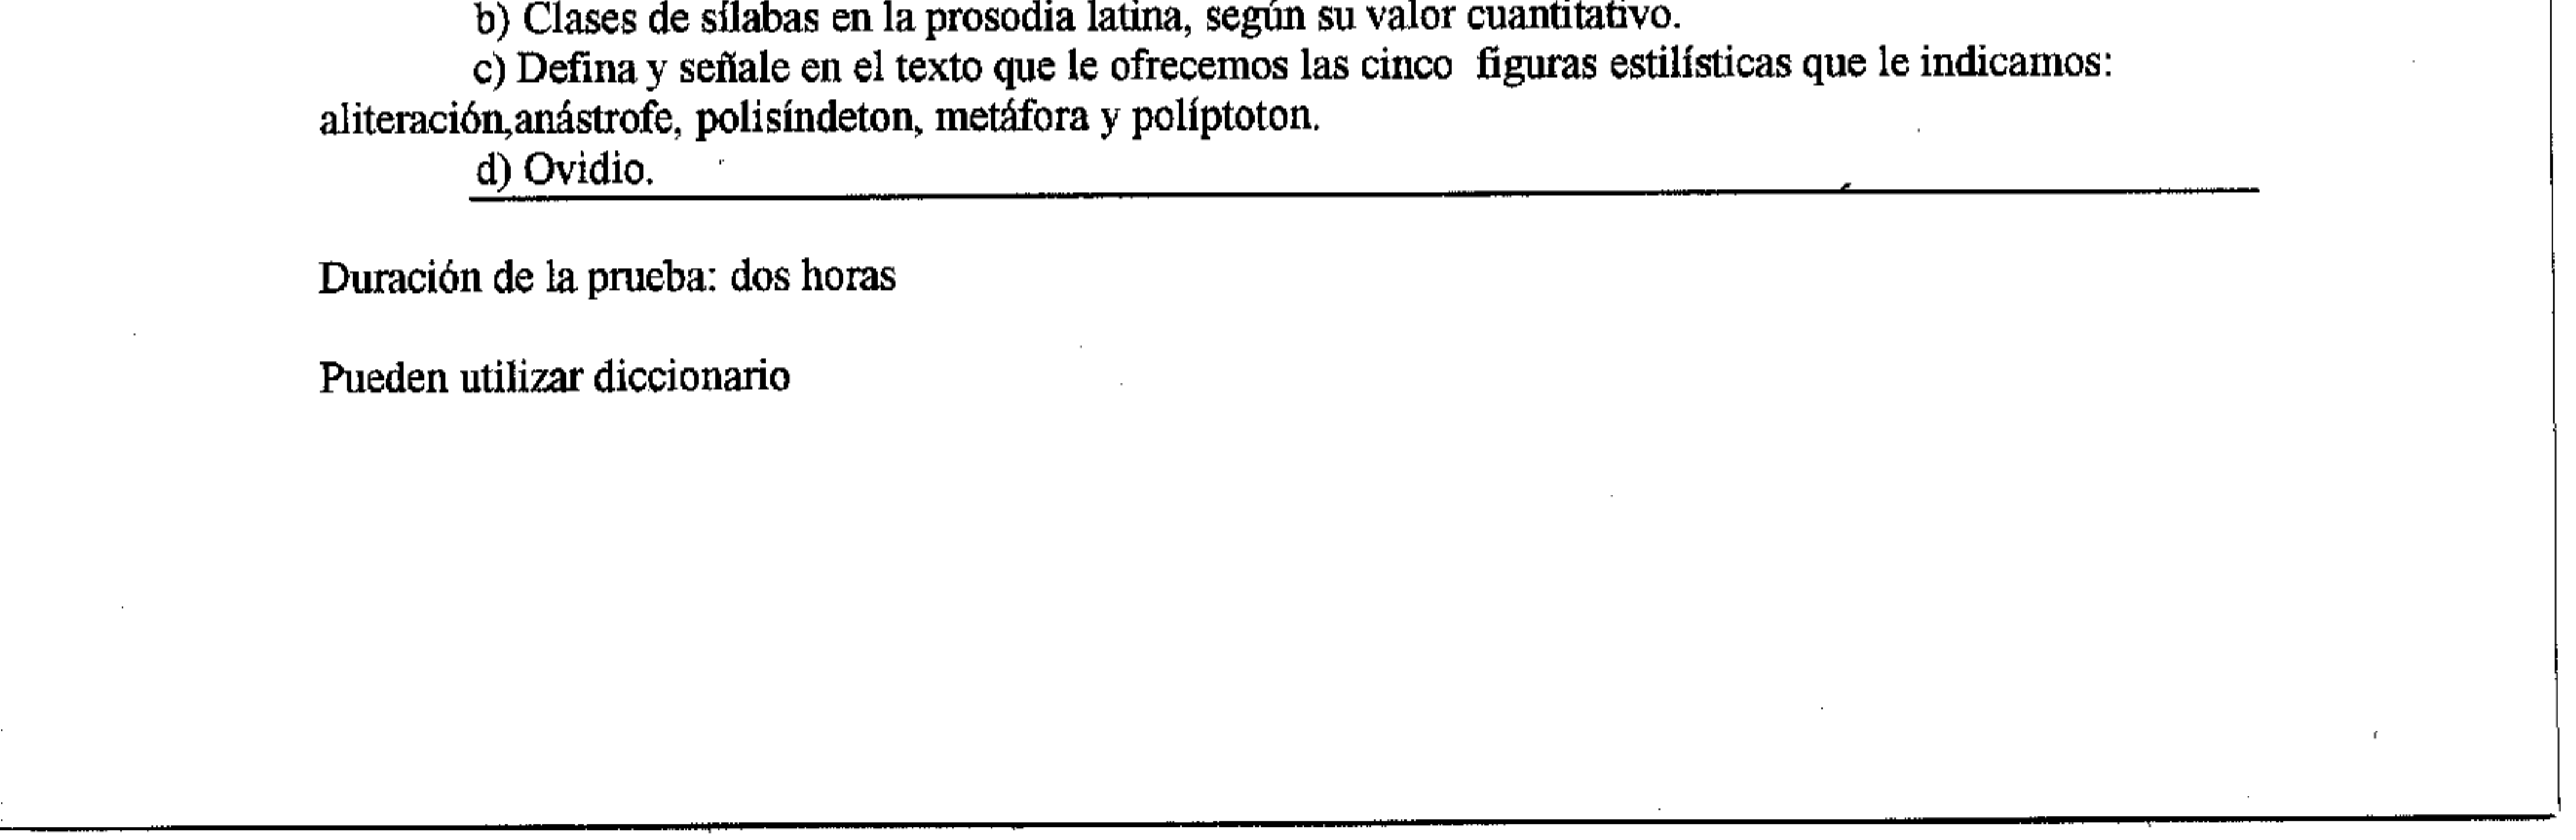 b) Clases de sílabas en la prosodia latina, según su valor cuantitativo.
c) Defina y señale en el texto que le ofrecemos las cinco figuras estilísticas que le indicamos:
aliteración,anástrofe, polisíndeton, metáfora y políptoton.
d) Ovidio.
Duración de la prueba: dos horas
Pueden utilizar diccionario